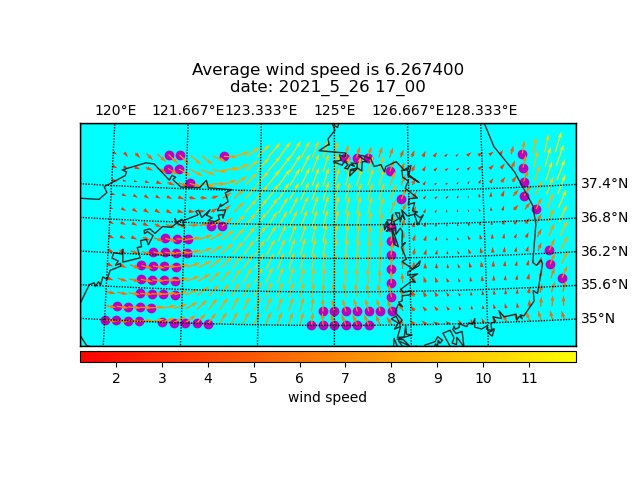 Average wind speed is 6.267400
date: 2021_5_26 17_00
120°E 121.667°E 123.333°E 125°E 126.667°E 128.333°E
37.4°N
36.8°N
36.2°N
35.6°N
35°N
2 3 4 5 6 7 8 9 10 11
wind speed